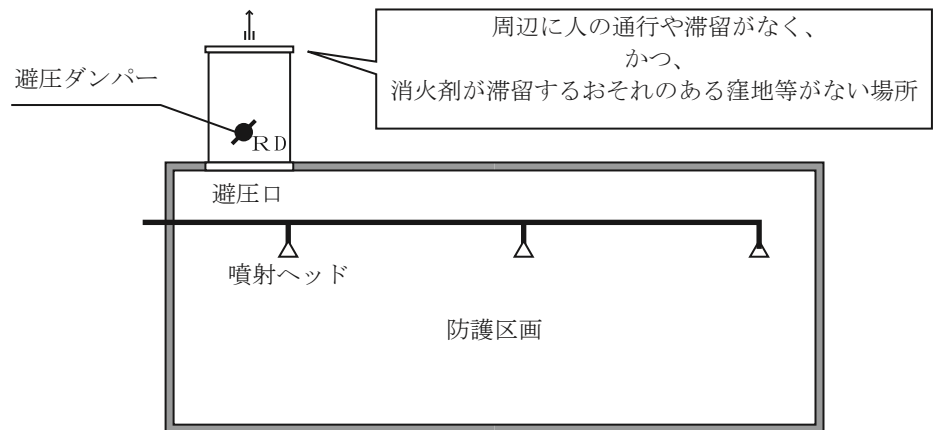 周辺に人の通行や滞留がなく、
かつ、
消火剤が滞留するおそれのある窪地等がない場所
避圧ダンパー
ＲＤ
避圧口
噴射ヘッド
防護区画